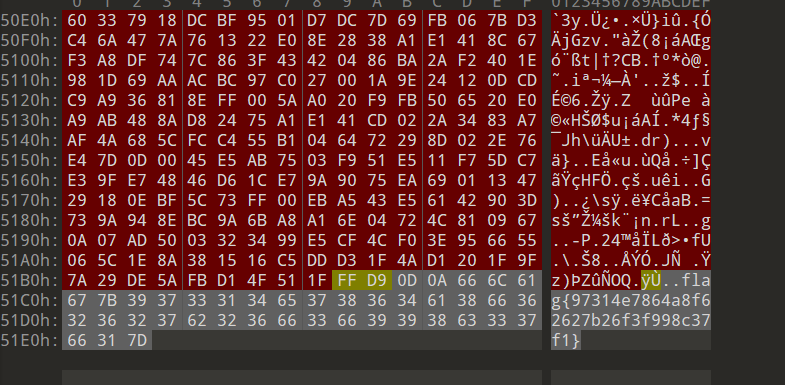 0 1 2 3 4 5 6 7 8 9 A B C D E F 0123456789ABCDEF
50E0h: 60 33 79 18 DC BF 95 01 D7 DC 7D 69 FB 06 7B D3 `3y.Ü¿•.×Ü}iû.{Ó
50F0h: C4 6A 47 7A 76 13 22 E0 8E 28 38 A1 E1 41 8C 67 ÄjGzv."àŽ(8¡áAŒg
5100h: F3 A8 DF 74 7C 86 3F 43 42 04 86 BA 2A F2 40 1E ó¨ßt|†?CB.†º*ò@.
5110h: 98 1D 69 AA AC BC 97 C0 27 00 1A 9E 24 12 0D CD ˜.iª¬¼—À'..ž$..Í
5120h: C9 A9 36 81 8E FF 00 5A A0 20 F9 FB 50 65 20 E0 É©6.Žÿ.Z  ùûPe à
5130h: A9 AB 48 8A D8 24 75 A1 E1 41 CD 02 2A 34 83 A7 ©«HŠØ$u¡áAÍ.*4ƒ§
5140h: AF 4A 68 5C FC C4 55 B1 04 64 72 29 8D 02 2E 76 ¯Jh\üÄU±.dr)...v
5150h: E4 7D 0D 00 45 E5 AB 75 03 F9 51 E5 11 F7 5D C7 ä}..Eå«u.ùQå.÷]Ç
5160h: E3 9F E7 48 46 D6 1C E7 9A 90 75 EA 69 01 13 47 ãŸçHFÖ.çš.uêi..G
5170h: 29 18 0E BF 5C 73 FF 00 EB A5 43 E5 61 42 90 3D )..¿\sÿ.ë¥CåaB.=
5180h: 73 9A 94 8E BC 9A 6B A8 A1 6E 04 72 4C 81 09 67 sš”Ž¼šk¨¡n.rL..g
5190h: 0A 07 AD 50 03 32 34 99 E5 CF 4C F0 3E 95 66 55 ..-P.24™åÏLð>•fU
51A0h: 06 5C 1E 8A 38 15 16 C5 DD D3 1F 4A D1 20 1F 9F .\.Š8..ÅÝÓ.JÑ .Ÿ
51B0h: 7A 29 DE 5A FB D1 4F 51 1F FF D9 0D 0A 66 6C 61 z)ÞZûÑOQ.ÿÙ..fla
51C0h: 67 7B 39 37 33 31 34 65 37 38 36 34 61 38 66 36 g{97314e7864a8f6
51D0h: 32 36 32 37 62 32 36 66 33 66 39 39 38 63 33 37 2627b26f3f998c37
51E0h: 66 31 7D f1}